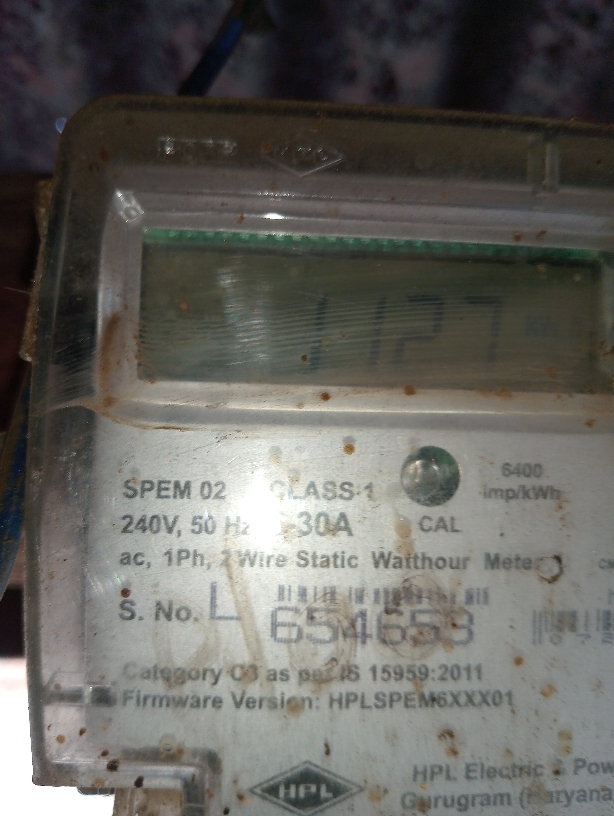 1127
SPEM 02 CLASS-1
6400
imp/kWh
240V, 50 Hz -30A CAL
ac, 1Ph, 2 Wire Static Watthour Meter
S. No. L 654653
Category C3 as per IS 15959:2011
Firmware Version: HPLSPEM6XXX01
HPL
HPL Electric & Pow
Gurugram (Haryana